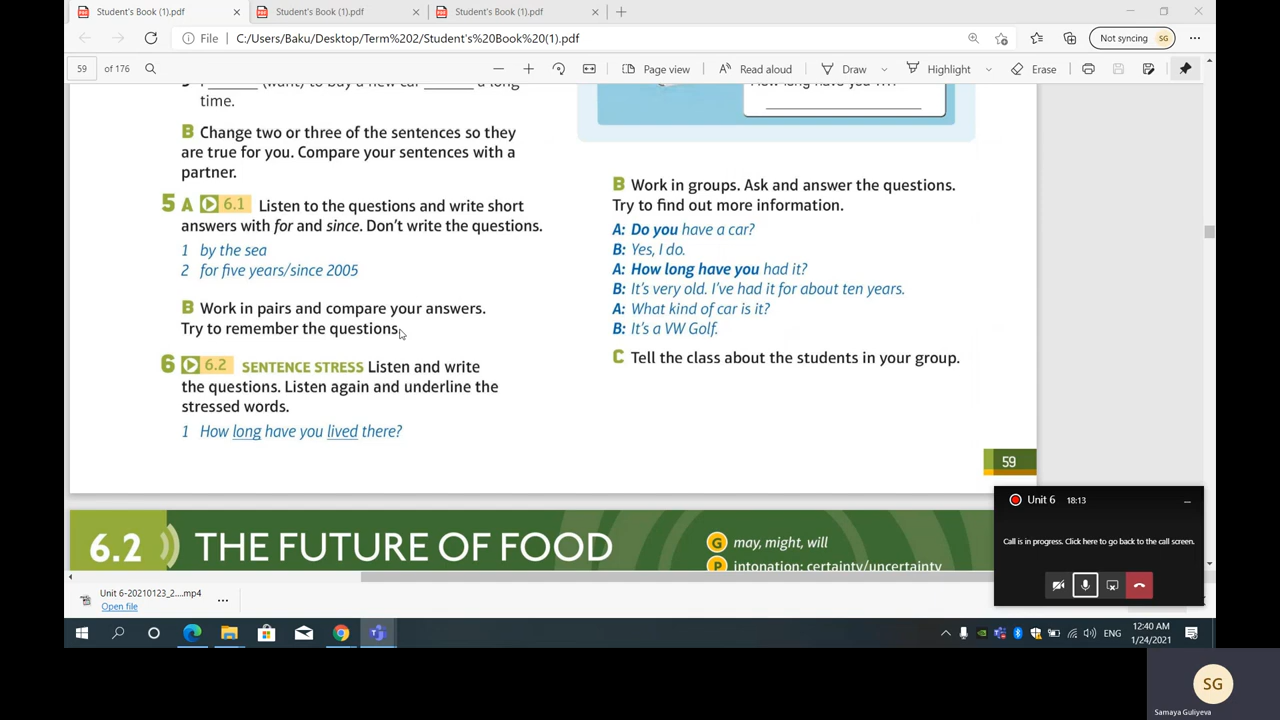 Student's Book (1).pdf
Student's Book (1).pdf
Student's Book (1).pdf
File
C:/Users/Baku/Desktop/Term%202/Student's%20Book%20(1).pdf
Not syncing
SG
59 of 176
Page view
Read aloud
Draw
Highlight
Erase
(want) to buy a new car ______ a long
time.
B Change two or three of the sentences so they
are true for you. Compare your sentences with a
partner.
5 A 6.1 Listen to the questions and write short
answers with for and since. Don't write the questions.
1 by the sea
2 for five years/since 2005
B Work in pairs and compare your answers.
Try to remember the questions.
6 6.2 SENTENCE STRESS Listen and write
the questions. Listen again and underline the
stressed words.
1 How long have you lived there?
B Work in groups. Ask and answer the questions.
Try to find out more information.
A: Do you have a car?
B: Yes, I do.
A: How long have you had it?
B: It's very old. I've had it for about ten years.
A: What kind of car is it?
B: It's a VW Golf.
C Tell the class about the students in your group.
59
6.2 THE FUTURE OF FOOD
G may, might, will
P intonation: certainty/uncertainty
Unit 6 18:13
Call is in progress. Click here to go back to the call screen.
Unit 6-20210123_2....mp4
Open file
ENG
12:40 AM
1/24/2021
SG
Samaya Guliyeva